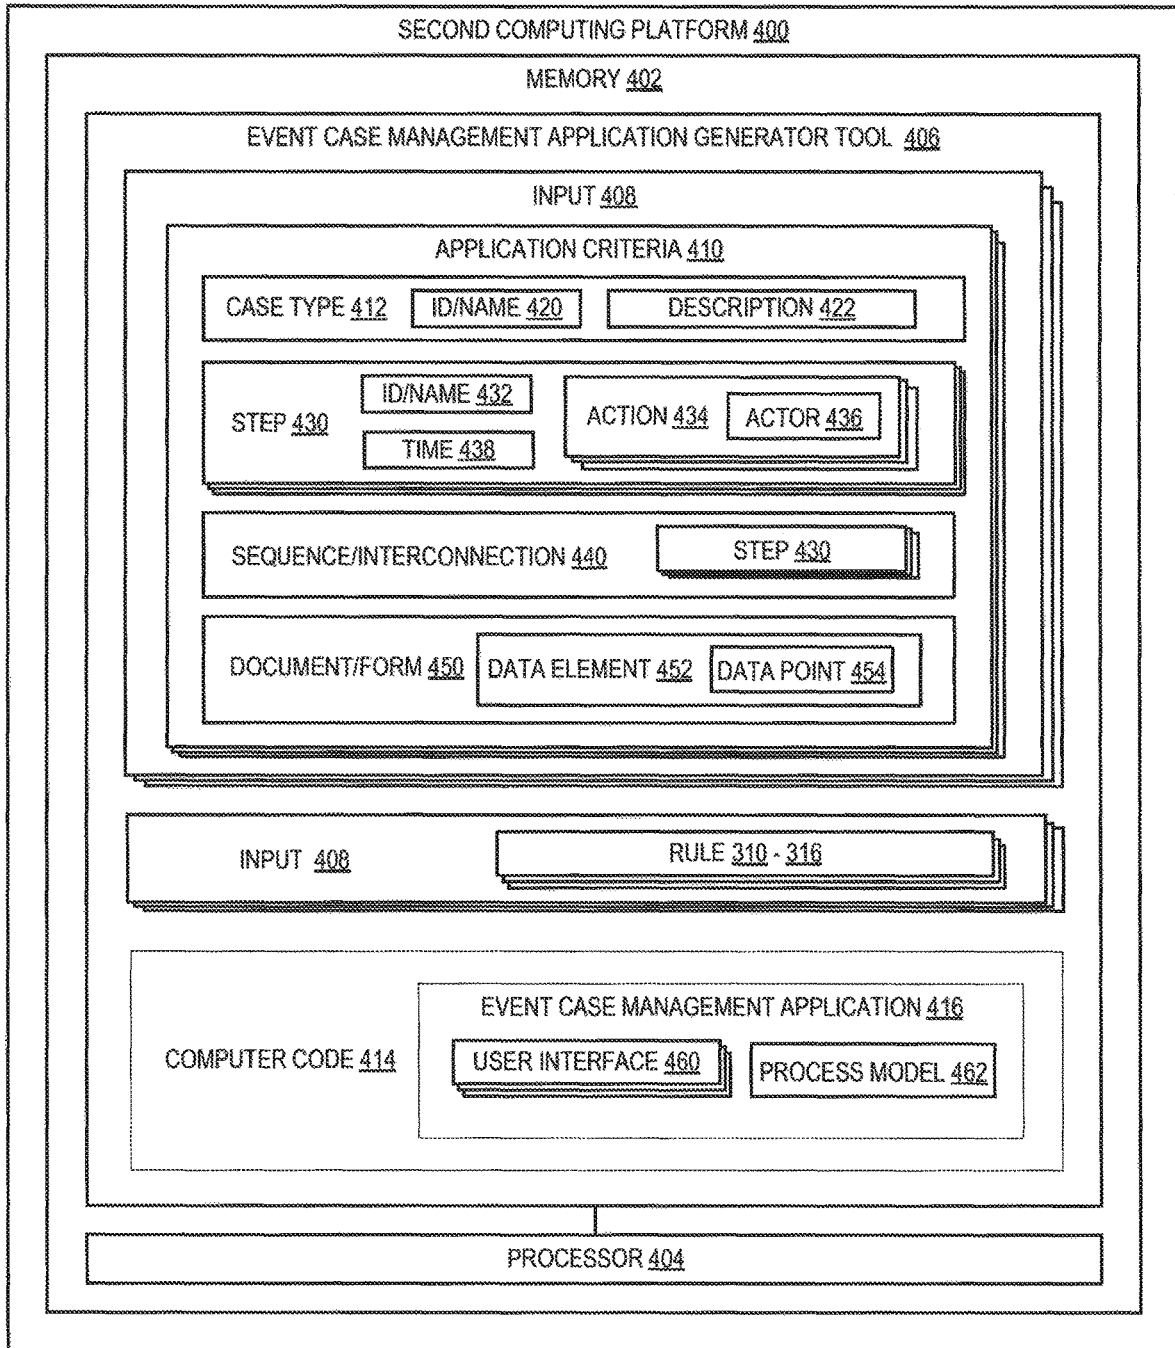 SECOND COMPUTING PLATFORM 400
MEMORY 402
EVENT CASE MANAGEMENT APPLICATION GENERATOR TOOL 406
INPUT 408
APPLICATION CRITERIA 410
CASE TYPE 412
ID/NAME 420
DESCRIPTION 422
STEP 430
ID/NAME 432
TIME 438
ACTION 434
ACTOR 436
SEQUENCE/INTERCONNECTION 440
STEP 430
DOCUMENT/FORM 450
DATA ELEMENT 452
DATA POINT 454
INPUT 408
RULE 310 - 316
COMPUTER CODE 414
EVENT CASE MANAGEMENT APPLICATION 416
USER INTERFACE 460
PROCESS MODEL 462
PROCESSOR 404